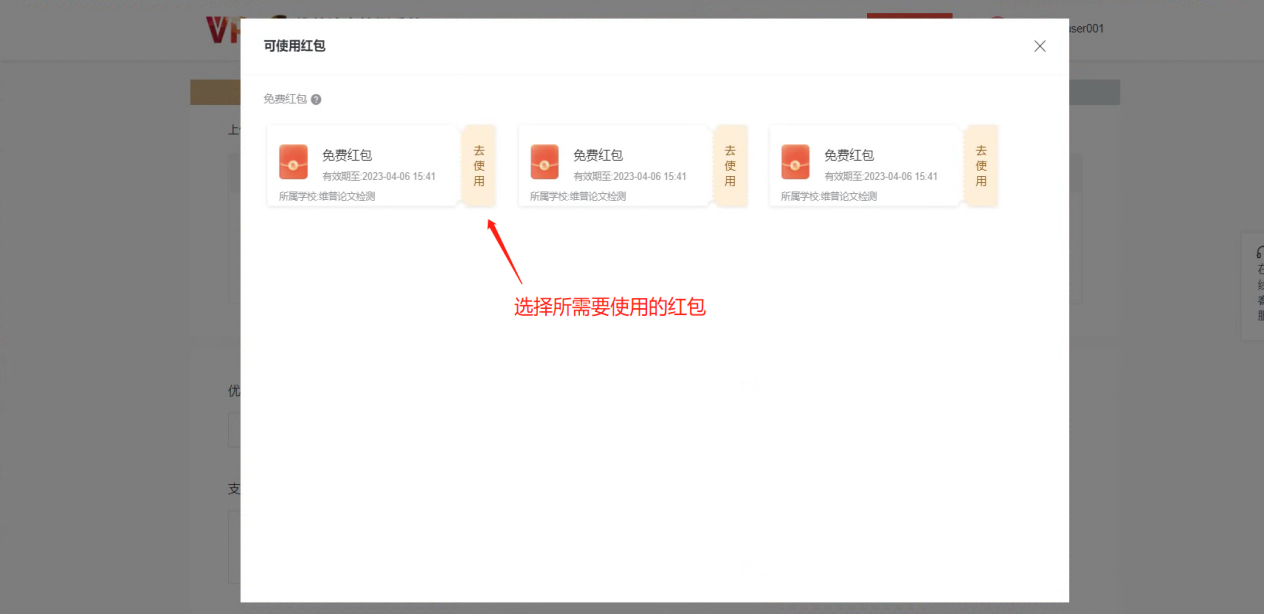 user001
可使用红包
免费红包
免费红包
有效期至:2023-04-06 15:41
所属学校:维普论文检测
去使用
免费红包
有效期至:2023-04-06 15:41
所属学校:维普论文检测
去使用
免费红包
有效期至:2023-04-06 15:41
所属学校:维普论文检测
去使用
选择所需要使用的红包
上
优
支